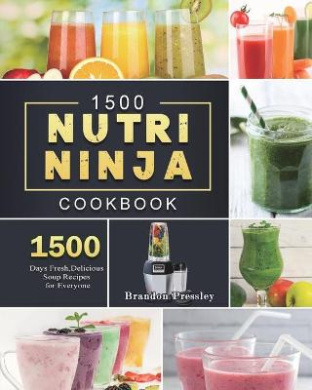 1500
NUTRI
NINJA
COOKBOOK
1500
Days Fresh,Delicious
Soup Recipes
for Everyone
Brandon Pressley